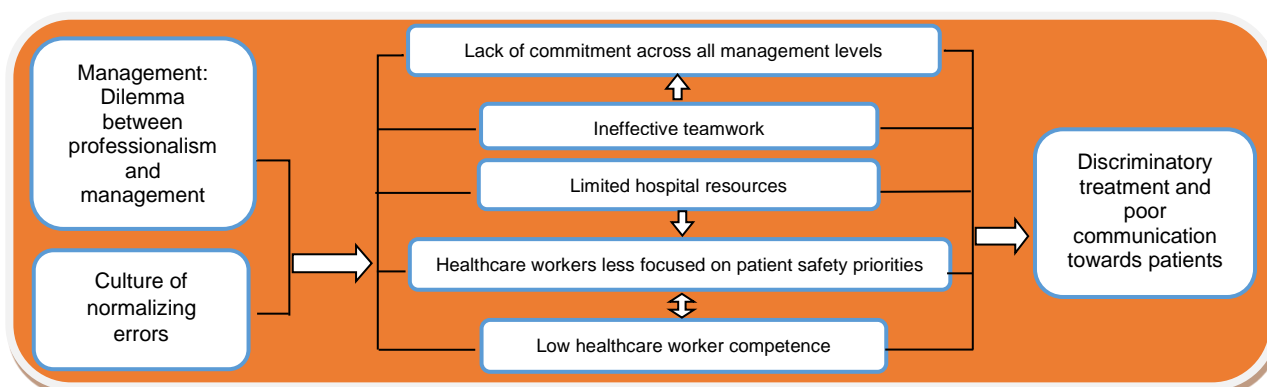 Management:
Dilemma
between
professionalism
and
management
Culture of
normalizing
errors
Lack of commitment across all management levels
Ineffective teamwork
Limited hospital resources
Healthcare workers less focused on patient safety priorities
Low healthcare worker competence
Discriminatory
treatment and
poor
communication
towards patients